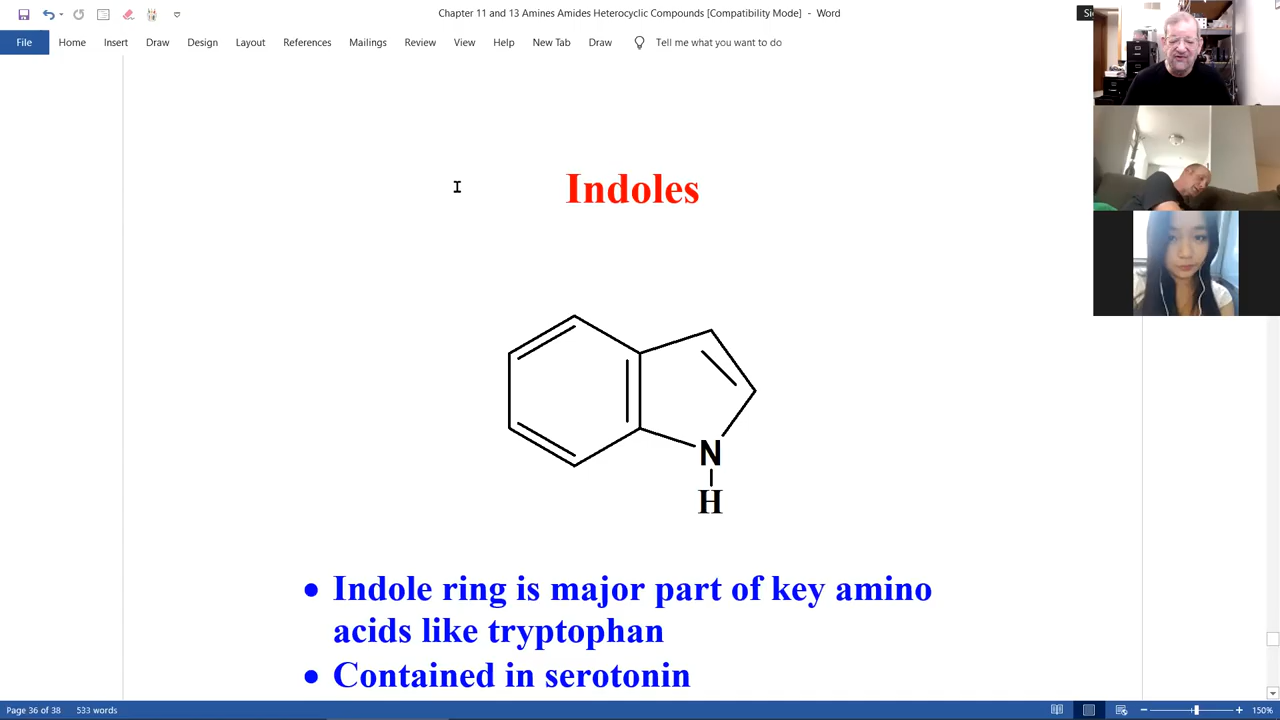 Chapter 11 and 13 Amines Amides Heterocyclic Compounds [Compatibility Mode] - Word
File Home Insert Draw Design Layout References Mailings Review View Help New Tab Draw Tell me what you want to do
Indoles
N
H
• Indole ring is major part of key amino
acids like tryptophan
• Contained in serotonin
Page 36 of 38 533 words 150%